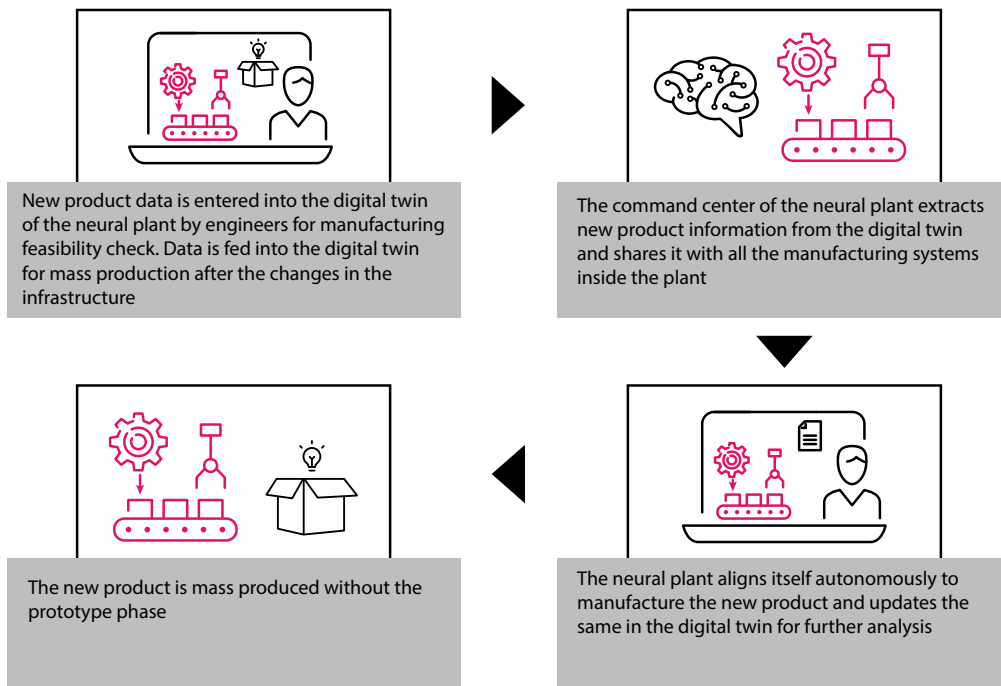 New product data is entered into the digital twin
of the neural plant by engineers for manufacturing
feasibility check. Data is fed into the digital twin
for mass production after the changes in the
infrastructure
The command center of the neural plant extracts
new product information from the digital twin
and shares it with all the manufacturing systems
inside the plant
The neural plant aligns itself autonomously to
manufacture the new product and updates the
same in the digital twin for further analysis
The new product is mass produced without the
prototype phase